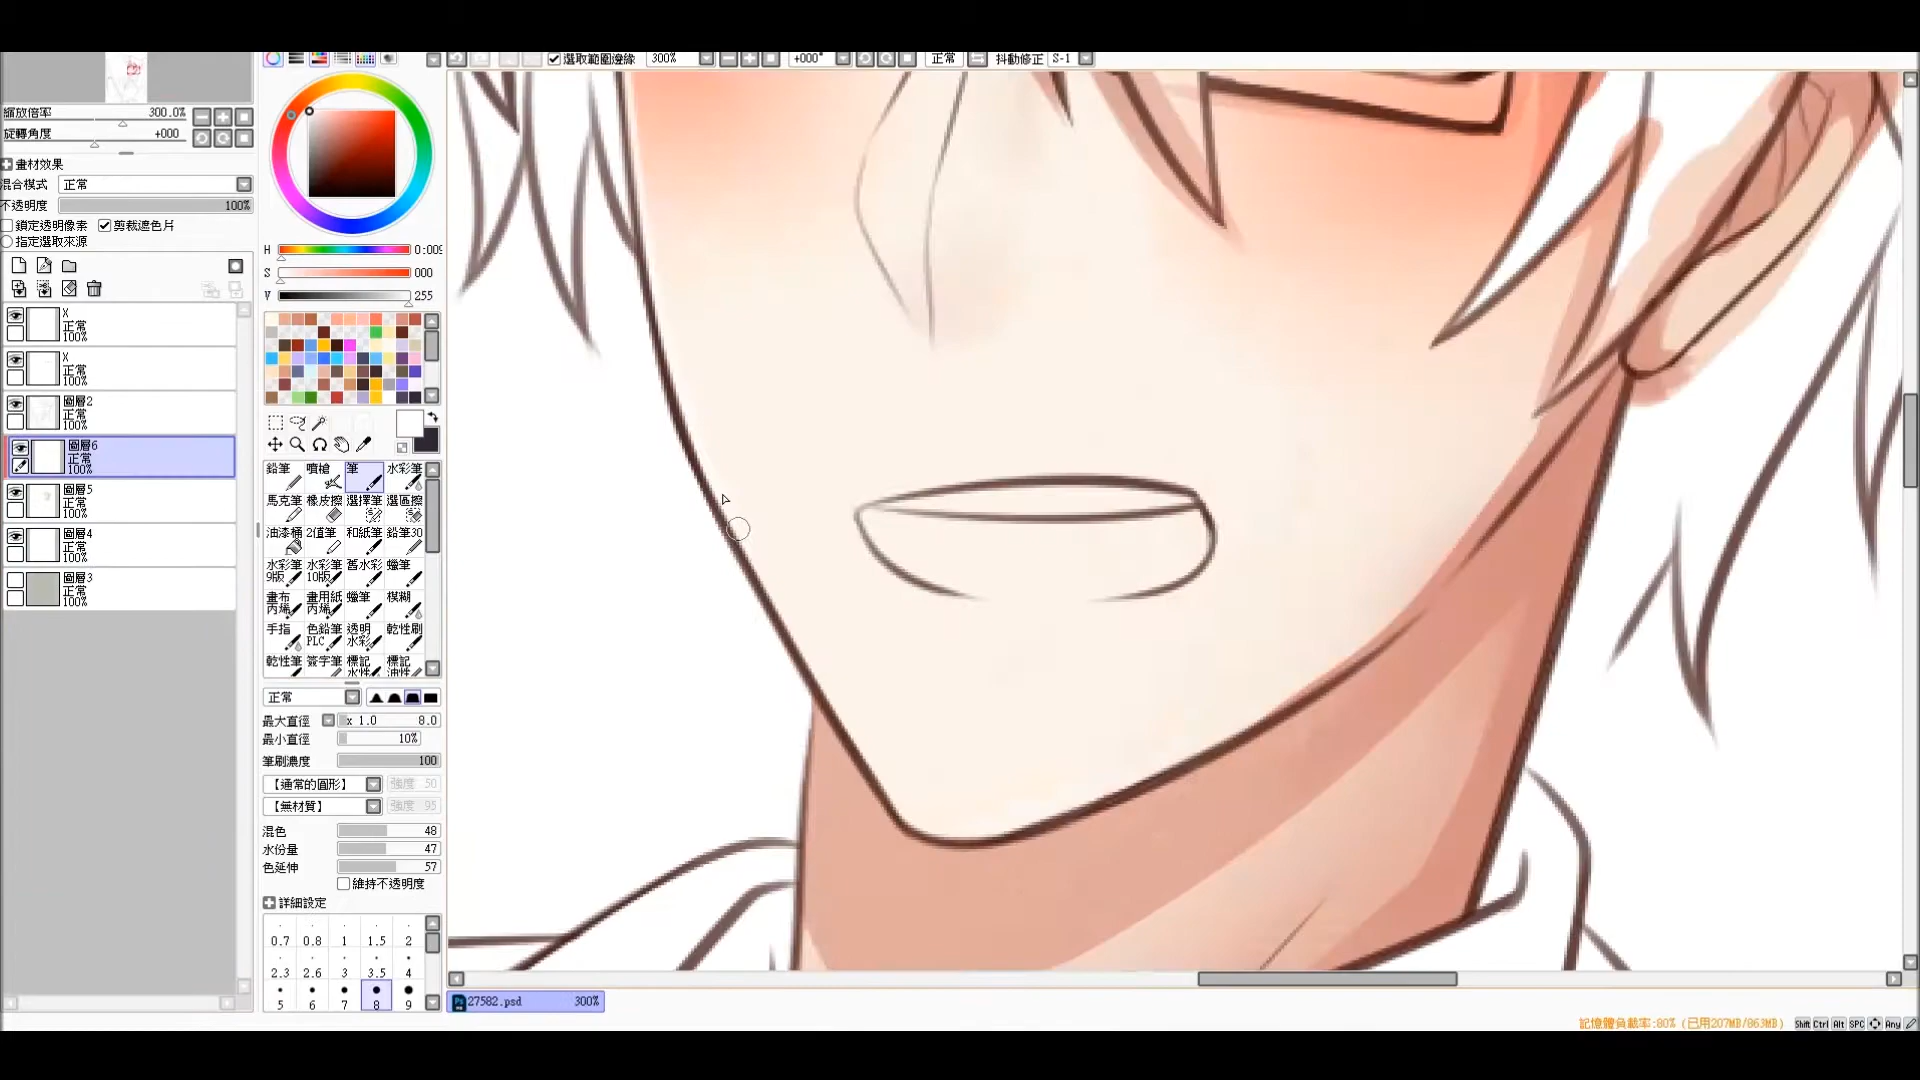 選取範圍邊緣 300% +000° 正常 抖動修正 S-1
縮放倍率 300.0%
旋轉角度 +000
畫材效果
混合模式 正常
不透明度 100%
鎖定透明像素 剪裁遮色片
指定選取來源
X
正常
100%
X
正常
100%
圖層2
正常
100%
圖層6
正常
100%
圖層5
正常
100%
圖層4
正常
100%
圖層3
正常
100%
H 0:009
S 000
V 255
鉛筆 噴槍 筆 水彩筆
馬克筆 橡皮擦 選擇筆 選區擦
油漆桶 2值筆 和紙筆 鉛筆30
水彩筆 水彩筆 舊水彩 蠟筆
9版 10版
畫布 畫用紙 蠟筆 模糊
丙烯 丙烯
手指 色鉛筆 透明 乾性刷
PLC 水彩
乾性筆 簽字筆 標記 標記
水性 油性
正常
最大直徑 x 1.0 8.0
最小直徑 10%
筆刷濃度 100
【通常的圓形】 強度 50
【無材質】 強度 95
混色 48
水份量 47
色延伸 57
維持不透明度
詳細設定
0.7 0.8 1 1.5 2
2.3 2.6 3 3.5 4
5 6 7 8 9
27582.psd 300%
記憶體負載率:80% (已用207MB/863MB) Shift Ctrl Alt SPC Any